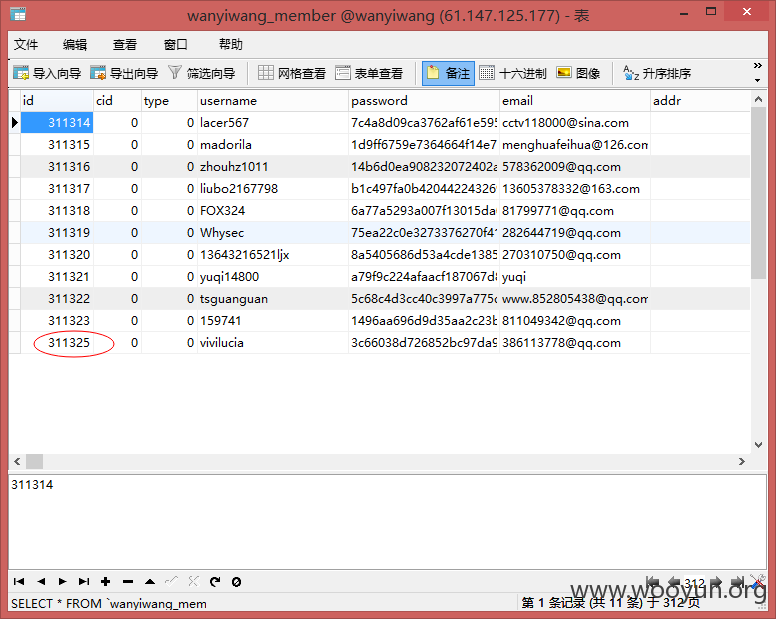 wanyiwang_member @wanyiwang (61.147.125.177) - 表
文件 编辑 查看 窗口 帮助
导入向导 导出向导 筛选向导 网格查看 表单查看 备注 十六进制 图像 升序排序
id cid type username password email addr
311314 0 0 lacer567 7c4a8d09ca3762af61e595 cctv118000@sina.com
311315 0 0 madorila 1d9ff6759e7364664f14e7 menghuafeihua@126.com
311316 0 0 zhouhz1011 14b6d0ea908232072402a 578362009@qq.com
311317 0 0 liubo2167798 b1c497fa0b42044224326 13605378332@163.com
311318 0 0 FOX324 6a77a5293a007f13015da 81799771@qq.com
311319 0 0 Whysec 75ea22c0e3273376270f4 282644719@qq.com
311320 0 0 13643216521ljx 8a5405686d53a4cde1385 270310750@qq.com
311321 0 0 yuqi14800 a79f9c224afaacf187067d8 yuqi
311322 0 0 tsguanguan 5c68c4d3cc40c3997a775 www.852805438@qq.com
311323 0 0 159741 1496aa696d9d35aa2c23b 811049342@qq.com
311325 0 0 vivilucia 3c66038d726852bc97da9 386113778@qq.com
311314
312
www.wooyun.org
SELECT * FROM `wanyiwang_mem 第 1 条记录 (共 11 条) 于 312 页